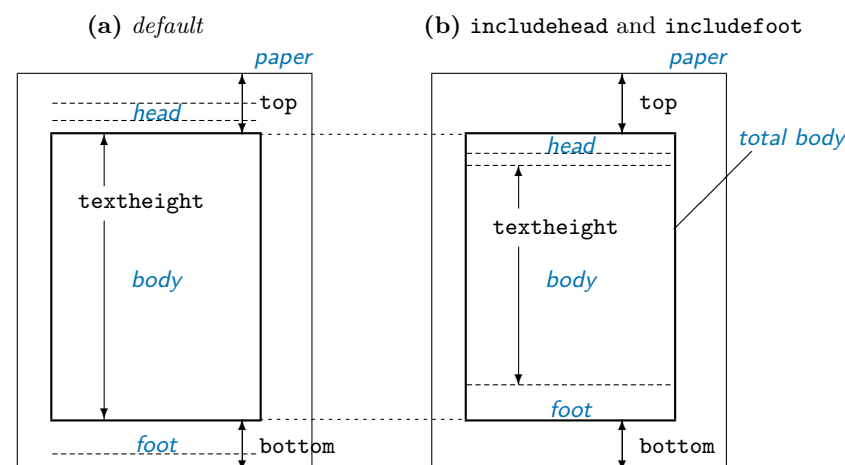 (a) default
(b) includehead and includefoot
paper
paper
top
top
head
head
total body
textheight
textheight
body
body
foot
foot
bottom
bottom